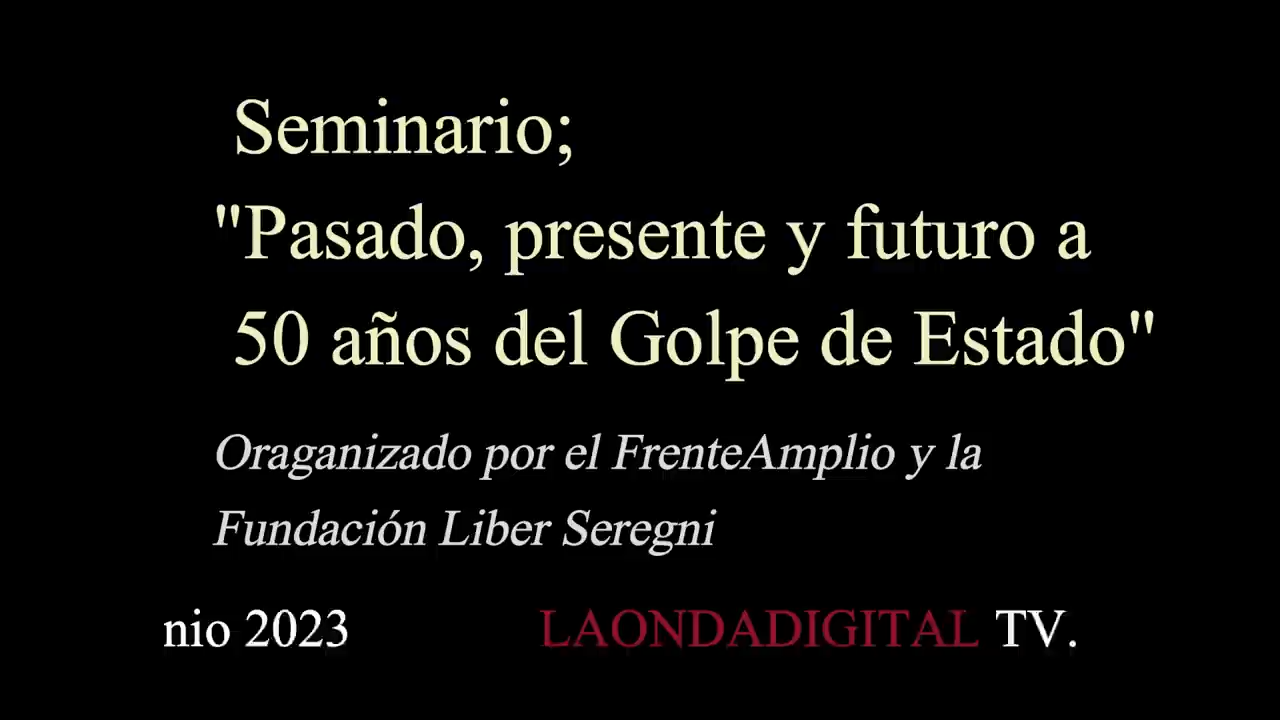 Seminario;
"Pasado, presente y futuro a
50 años del Golpe de Estado"
Oraganizado por el FrenteAmplio y la
Fundación Liber Seregni
nio 2023 LAONDADIGITAL TV.